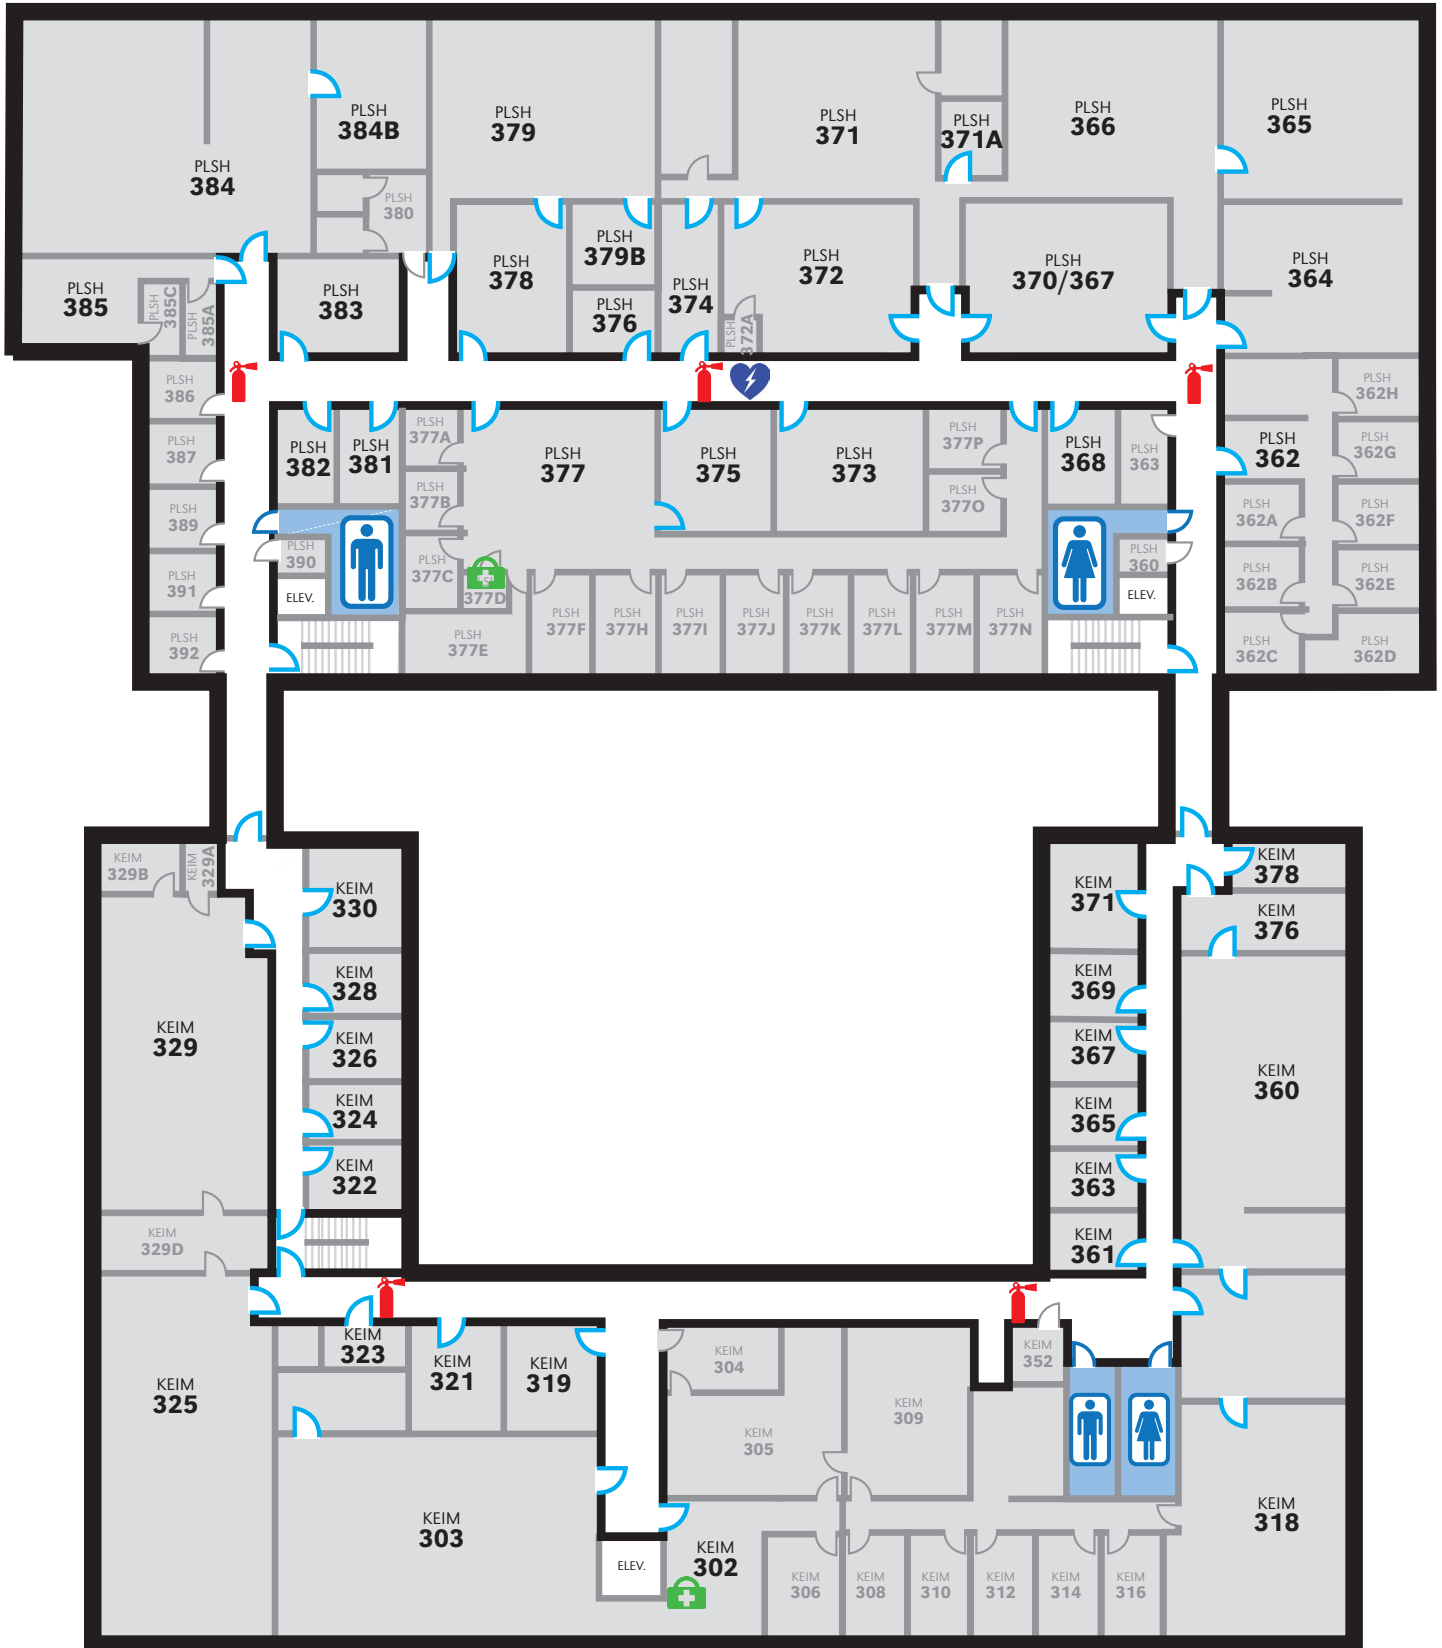 PLSH
384B
PLSH
379
PLSH
371
PLSH
371A
PLSH
366
PLSH
365
PLSH
384
PLSH
380
PLSH
378
PLSH
379B
PLSH
376
PLSH
374
PLSH
372
PLSH
372A
PLSH
370/367
PLSH
364
PLSH
385
PLSH
385C
PLSH
385A
PLSH
383
PLSH
386
PLSH
387
PLSH
389
PLSH
391
PLSH
392
PLSH
382
PLSH
381
PLSH
377A
PLSH
377B
PLSH
377C
377D
PLSH
377E
PLSH
377
PLSH
375
PLSH
373
PLSH
377P
PLSH
377O
PLSH
368
PLSH
363
PLSH
362
PLSH
362H
PLSH
362G
PLSH
362A
PLSH
362F
PLSH
362B
PLSH
362E
PLSH
362C
PLSH
362D
PLSH
390
ELEV.
PLSH
360
ELEV.
PLSH
377F
PLSH
377H
PLSH
377I
PLSH
377J
PLSH
377K
PLSH
377L
PLSH
377M
PLSH
377N
KEIM
329B
KEIM
329A
KEIM
330
KEIM
328
KEIM
326
KEIM
324
KEIM
322
KEIM
329
KEIM
329D
KEIM
371
KEIM
369
KEIM
367
KEIM
365
KEIM
363
KEIM
361
KEIM
378
KEIM
376
KEIM
360
KEIM
325
KEIM
323
KEIM
321
KEIM
319
KEIM
304
KEIM
305
KEIM
309
KEIM
352
KEIM
303
ELEV.
KEIM
302
KEIM
306
KEIM
308
KEIM
310
KEIM
312
KEIM
314
KEIM
316
KEIM
318